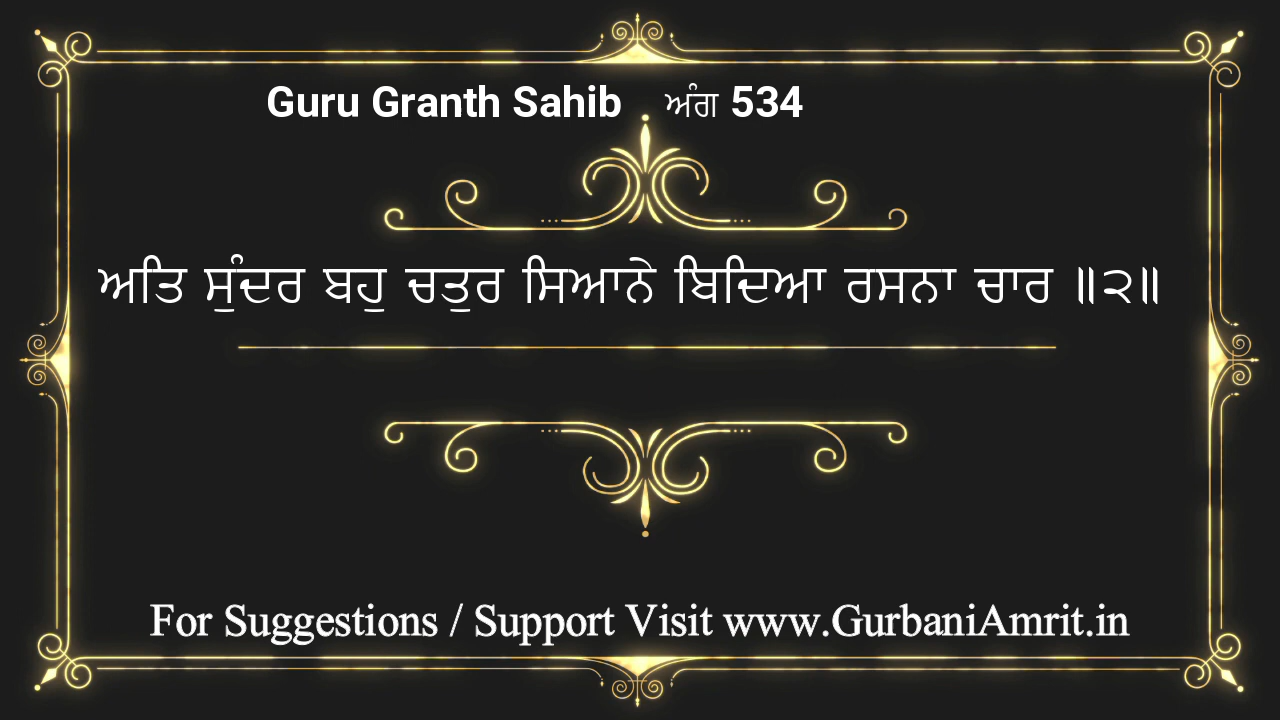 Guru Granth Sahib ਅੰਗ 534
ਅਤਿ ਸੁੰਦਰ ਬਹੁ ਚਤੁਰ ਸਿਆਨੇ ਬਿਦਿਆ ਰਸਨਾ ਚਾਰ ॥੨॥
For Suggestions / Support Visit www.GurbaniAmrit.in